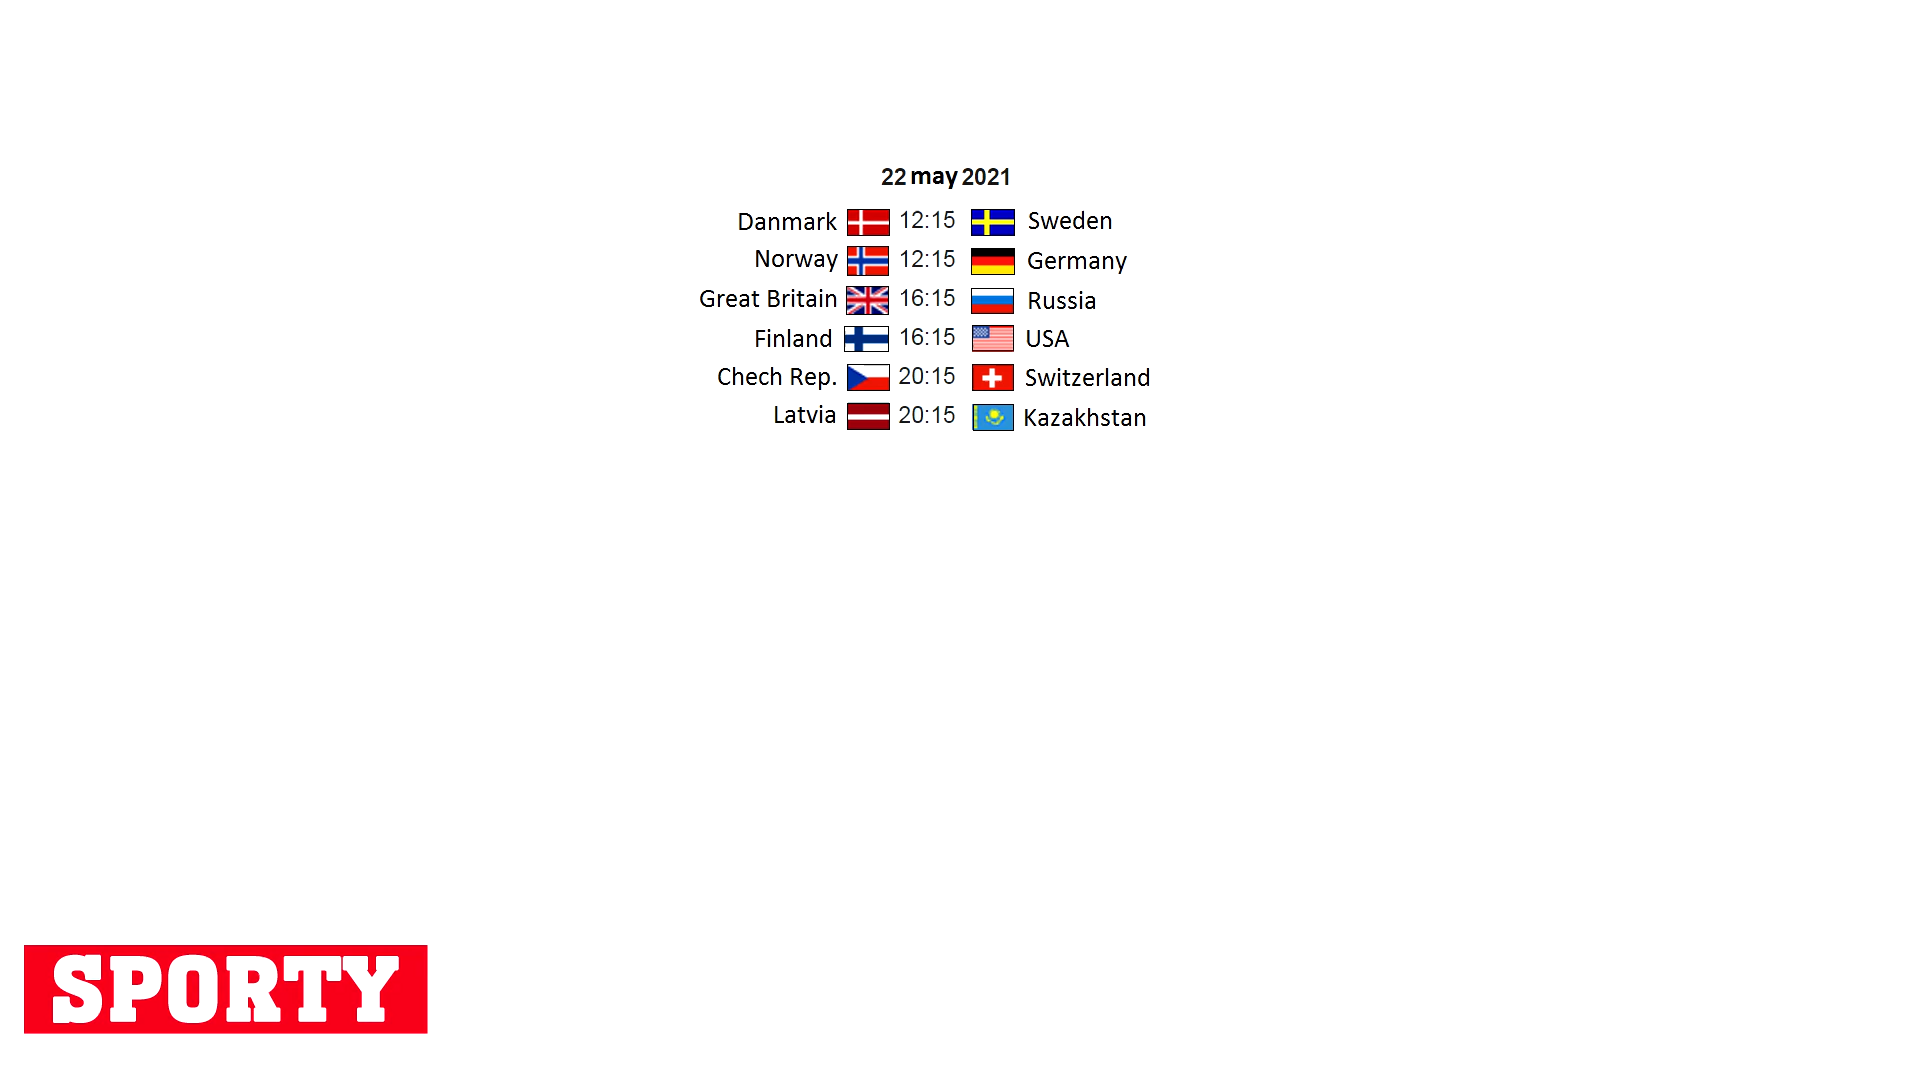 22 may 2021
Danmark 12:15 Sweden
Norway 12:15 Germany
Great Britain 16:15 Russia
Finland 16:15 USA
Chech Rep. 20:15 Switzerland
Latvia 20:15 Kazakhstan
SPORTY